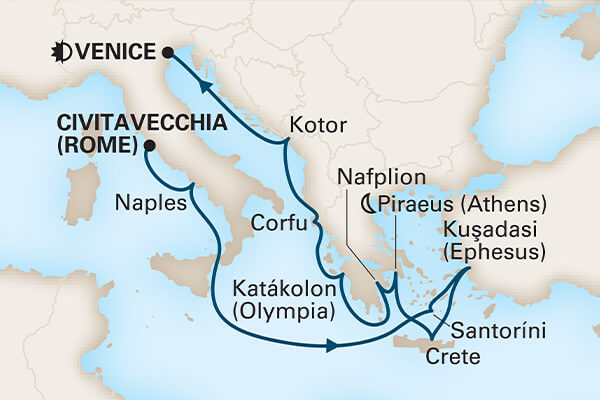 VENICE
CIVITAVECCHIA
(ROME)
Kotor
Nafplion
Naples
Piraeus (Athens)
Corfu
Kuşadasi
(Ephesus)
Katákolon
(Olympia)
Santoríni
Crete